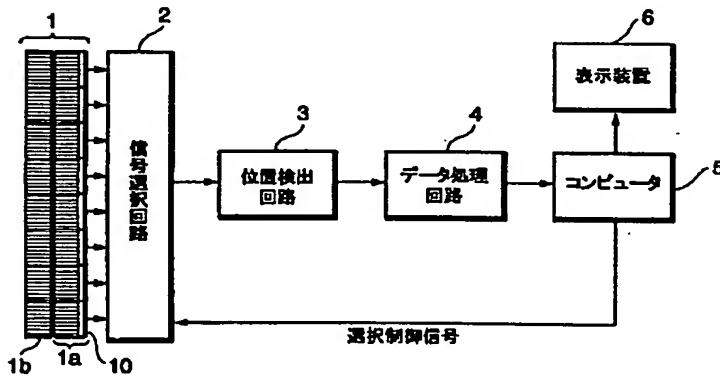 1
2
信号選択回路
3
位置検出
回路
4
データ処理
回路
6
表示装置
コンピュータ
5
選択制御信号
1b
1a
10